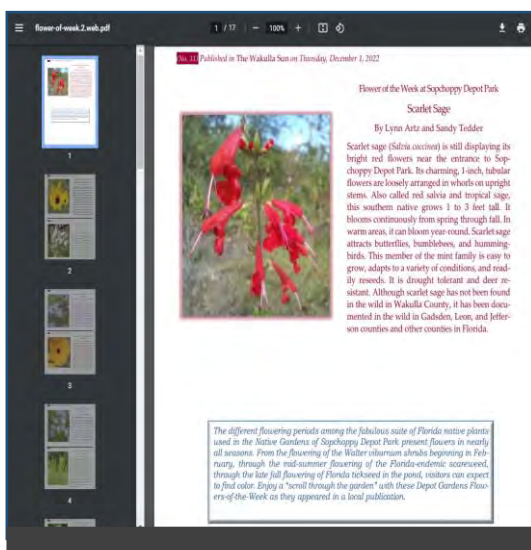 flower-of-week.2.web.pdf
1 / 17
100%
1
2
3
4
(No. 11) Published in The Wakulla Sun on Thursday, December 1, 2022
Flower of the Week at Sopchoppy Depot Park
Scarlet Sage
By Lynn Artz and Sandy Tedder
Scarlet sage (Salvia coccinea) is still displaying its
bright red flowers near the entrance to Sop-
choppy Depot Park. Its charming, 1-inch, tubular
flowers are loosely arranged in whorls on upright
stems. Also called red salvia and tropical sage,
this southern native grows 1 to 3 feet tall. It
blooms continuously from spring through fall. In
warm areas, it can bloom year-round. Scarlet sage
attracts butterflies, bumblebees, and humming-
birds. This member of the mint family is easy to
grow, adapts to a variety of conditions, and read-
ily reseeds. It is drought tolerant and deer re-
sistant. Although scarlet sage has not been found
in the wild in Wakulla County, it has been docu-
mented in the wild in Gadsden, Leon, and Jeffer-
son counties and other counties in Florida.
The different flowering periods among the fabulous suite of Florida native plants
used in the Native Gardens of Sopchoppy Depot Park present flowers in nearly
all seasons. From the flowering of the Walter viburnum shrubs beginning in Feb-
ruary, through the mid-summer flowering of the Florida-endemic scareweed,
through the late fall flowering of Florida tickseed in the pond, visitors can expect
to find color. Enjoy a "scroll through the garden" with these Depot Gardens Flow-
ers-of-the-Week as they appeared in a local publication.